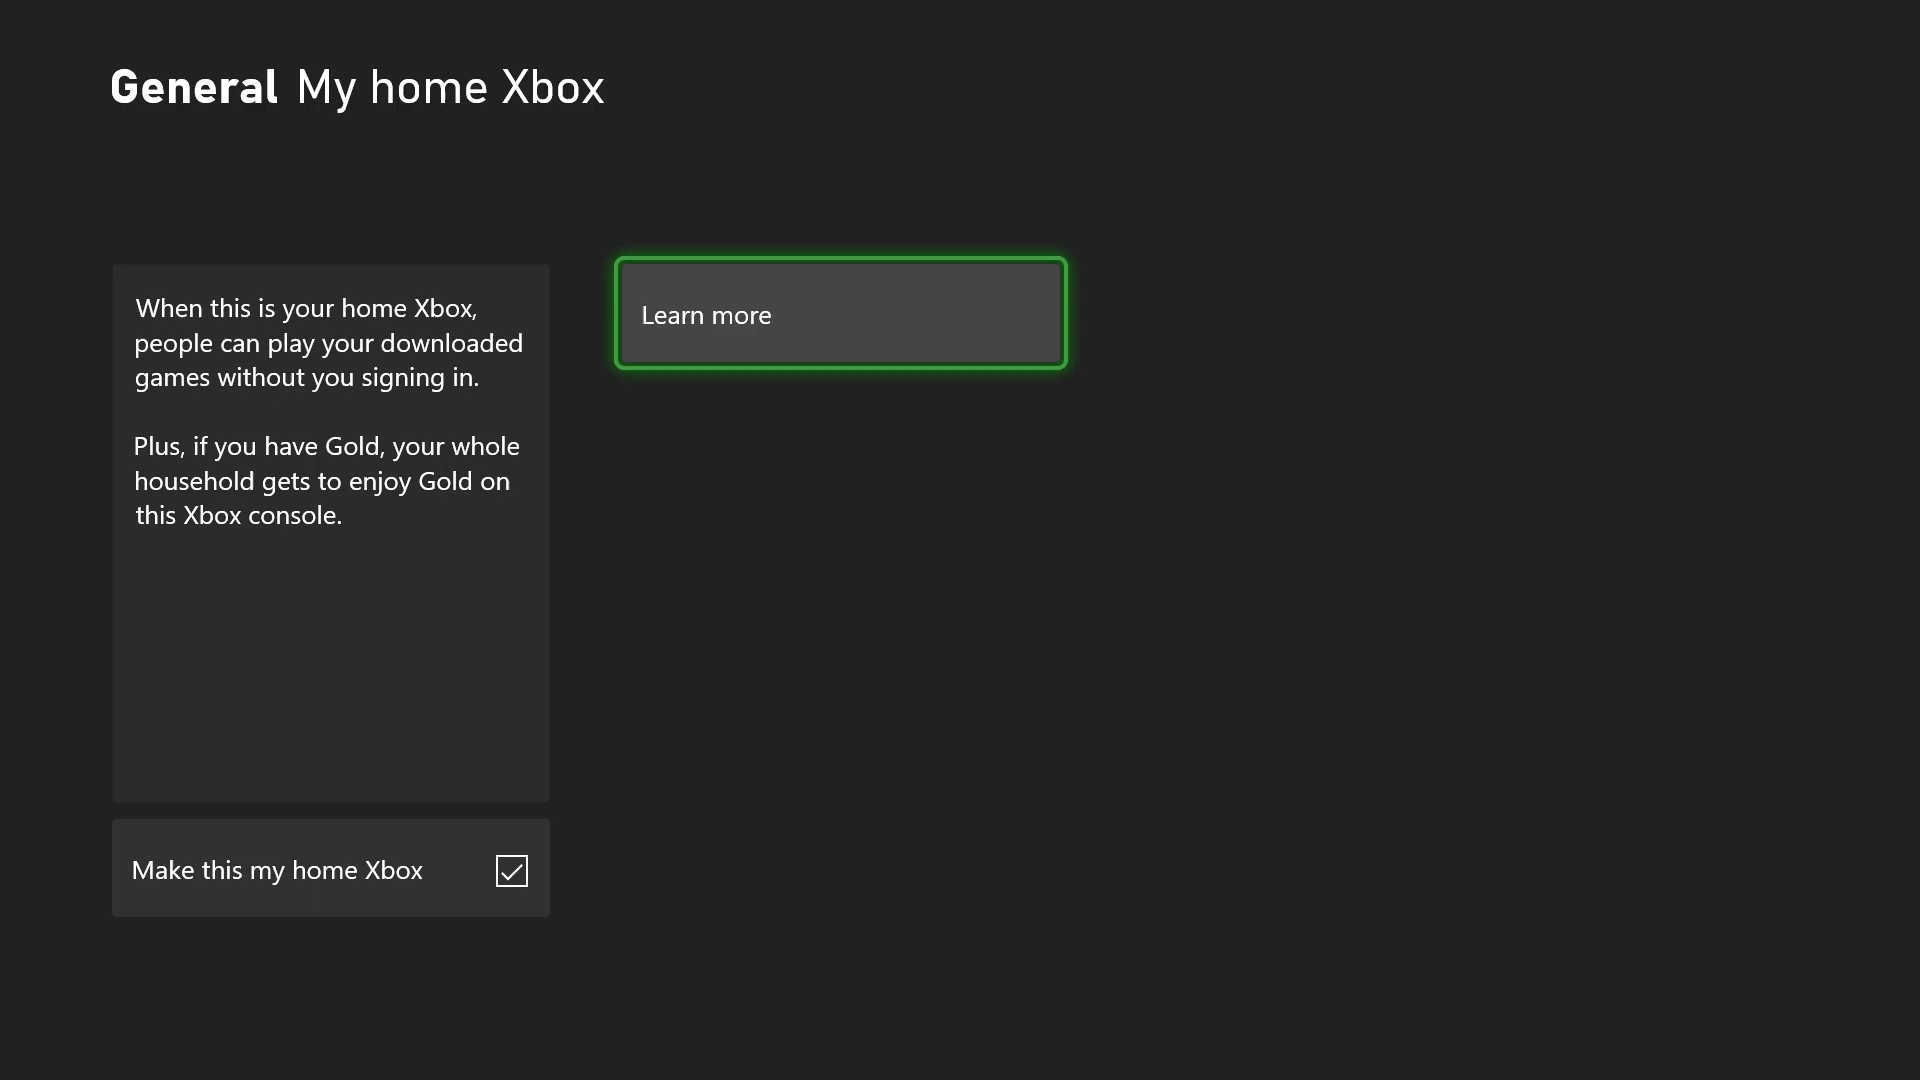 General My home Xbox
When this is your home Xbox,
people can play your downloaded
games without you signing in.
Plus, if you have Gold, your whole
household gets to enjoy Gold on
this Xbox console.
Make this my home Xbox
Learn more